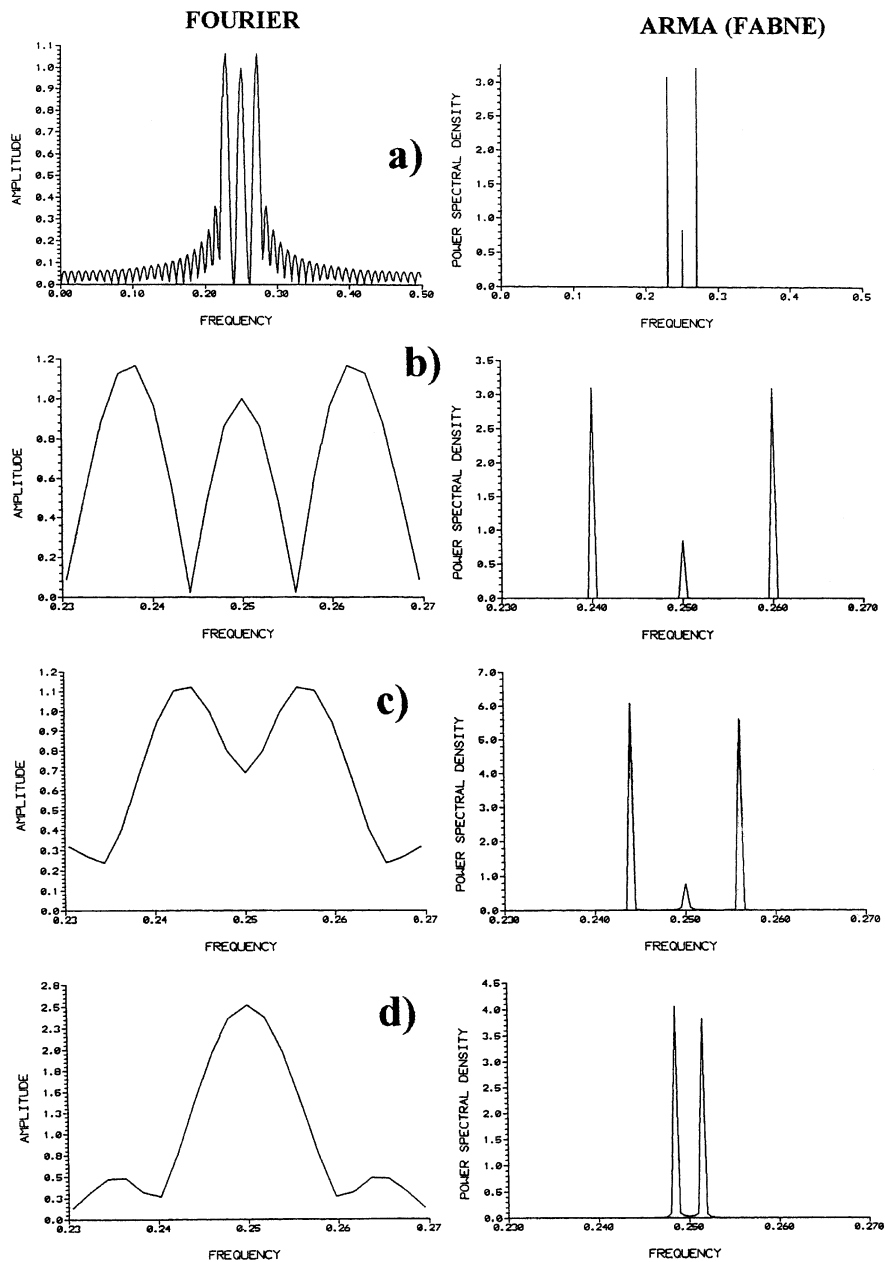 FOURIER
ARMA (FABNE)
a)
AMPLITUDE
1.1
1.0
0.9
0.8
0.7
0.6
0.5
0.4
0.3
0.2
0.1
0.0
0.00 0.10 0.20 0.30 0.40 0.50
FREQUENCY
POWER SPECTRAL DENSITY
3.0
2.5
2.0
1.5
1.0
0.5
0.0
0.0 0.1 0.2 0.3 0.4 0.5
FREQUENCY
b)
AMPLITUDE
1.2
1.0
0.8
0.6
0.4
0.2
0.0
0.23 0.24 0.25 0.26 0.27
FREQUENCY
POWER SPECTRAL DENSITY
3.5
3.0
2.5
2.0
1.5
1.0
0.5
0.0
0.230 0.240 0.250 0.260 0.270
FREQUENCY
c)
AMPLITUDE
1.2
1.1
1.0
0.9
0.8
0.7
0.6
0.5
0.4
0.3
0.2
0.1
0.0
0.23 0.24 0.25 0.26 0.27
FREQUENCY
POWER SPECTRAL DENSITY
7.0
6.0
5.0
4.0
3.0
2.0
1.0
0.0
0.230 0.240 0.250 0.260 0.270
FREQUENCY
d)
AMPLITUDE
2.8
2.5
2.3
2.0
1.8
1.5
1.3
1.0
0.8
0.5
0.3
0.0
0.23 0.24 0.25 0.26 0.27
FREQUENCY
POWER SPECTRAL DENSITY
4.5
4.0
3.5
3.0
2.5
2.0
1.5
1.0
0.5
0.0
0.230 0.240 0.250 0.260 0.270
FREQUENCY